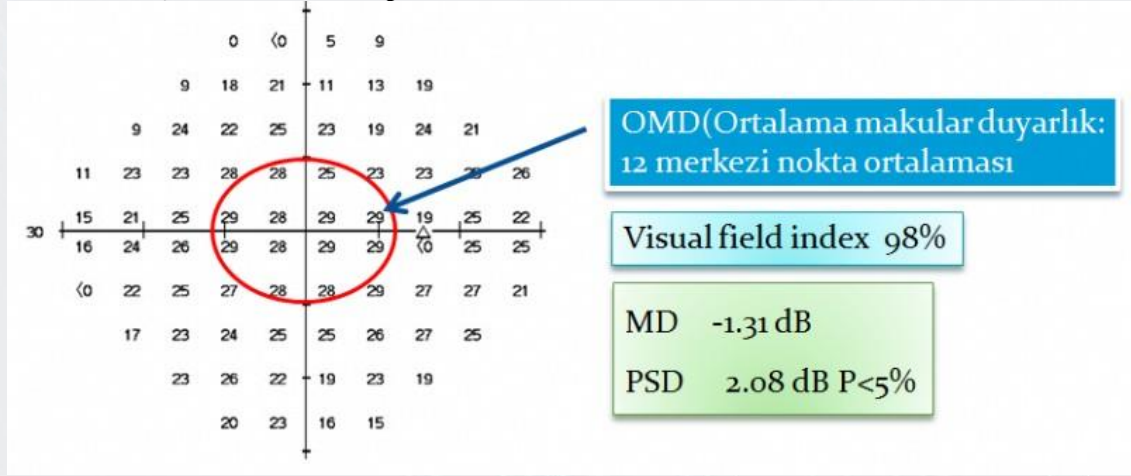 0 <0 5 9
9 18 21 11 13 19
9 24 22 25 23 19 24 21
11 23 23 28 28 25 23 23 26
30 15 21 25 29 28 29 29 19 25 22
16 24 26 29 28 29 29 <0 25 25
<0 22 25 27 28 28 29 27 27 21
17 23 24 25 25 26 27 25
23 26 22 19 23 19
20 23 16 15
OMD(Ortalama makular duyarlık:
12 merkezi nokta ortalaması
Visual field index 98%
MD -1.31 dB
PSD 2.08 dB P<5%